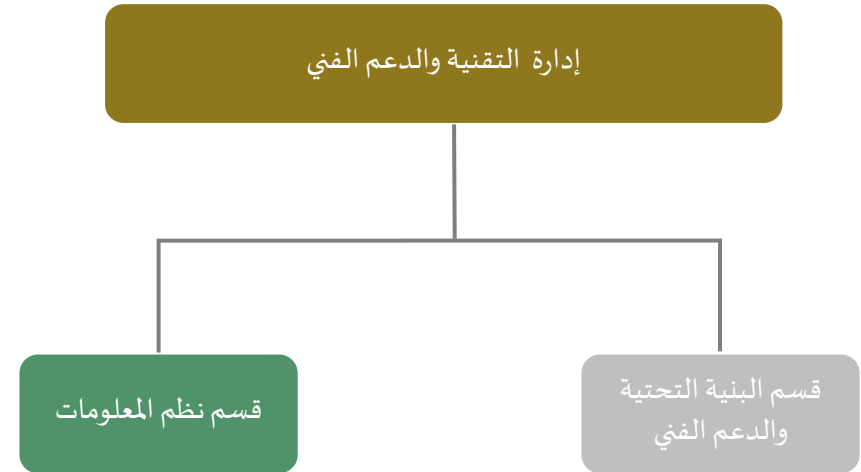 إدارة التقنية والدعم الفني
قسم البنية التحتية
والدعم الفني
قسم نظم المعلومات